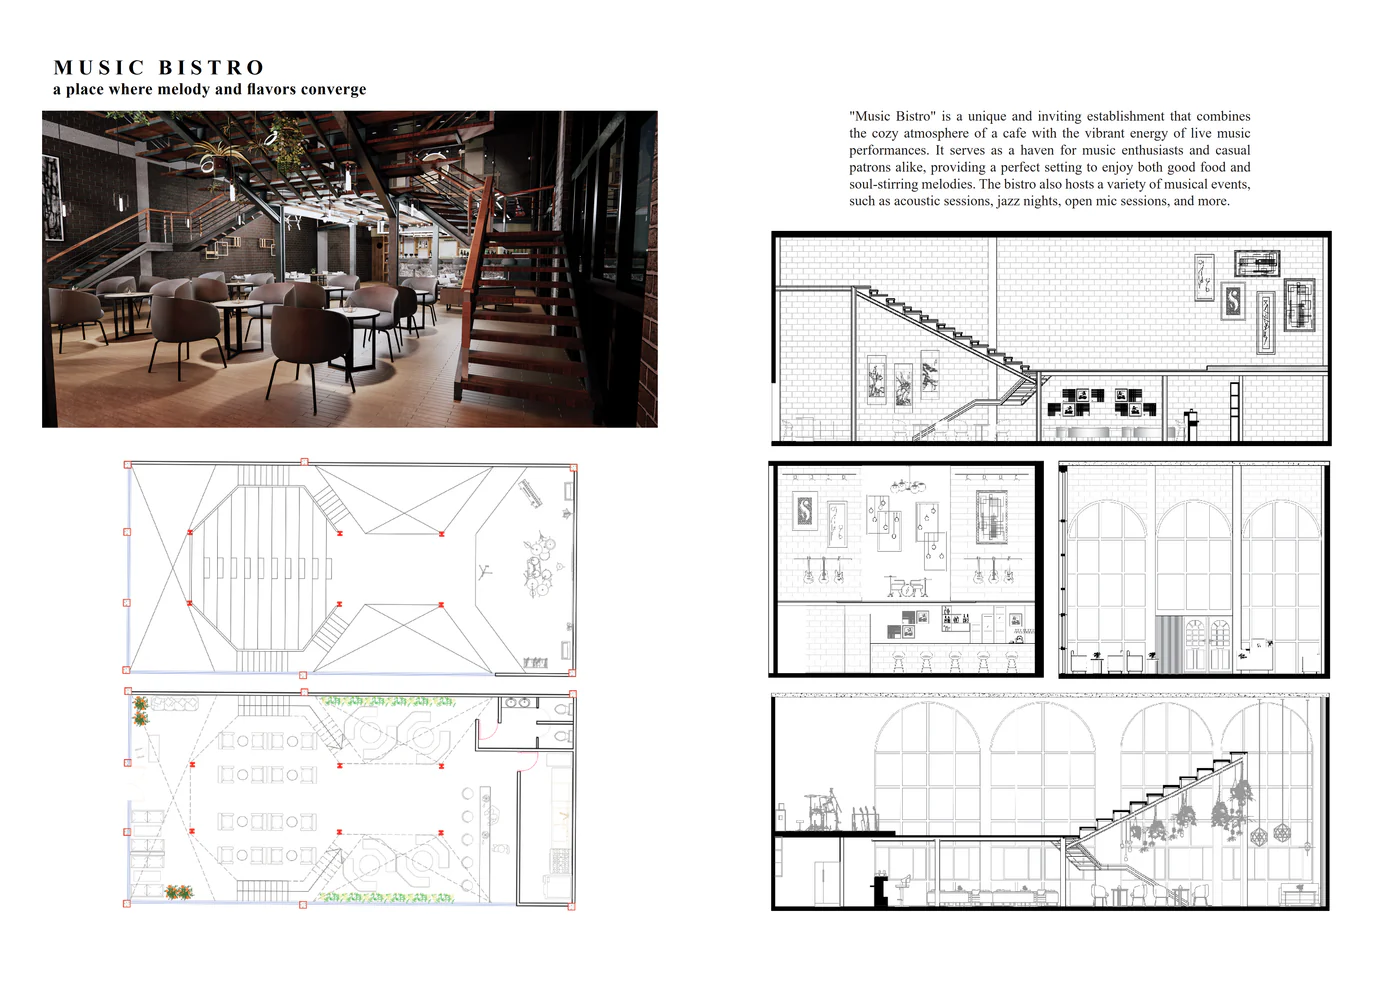 MUSIC BISTRO
a place where melody and flavors converge
"Music Bistro" is a unique and inviting establishment that combines
the cozy atmosphere of a cafe with the vibrant energy of live music
performances. It serves as a haven for music enthusiasts and casual
patrons alike, providing a perfect setting to enjoy both good food and
soul-stirring melodies. The bistro also hosts a variety of musical events,
such as acoustic sessions, jazz nights, open mic sessions, and more.